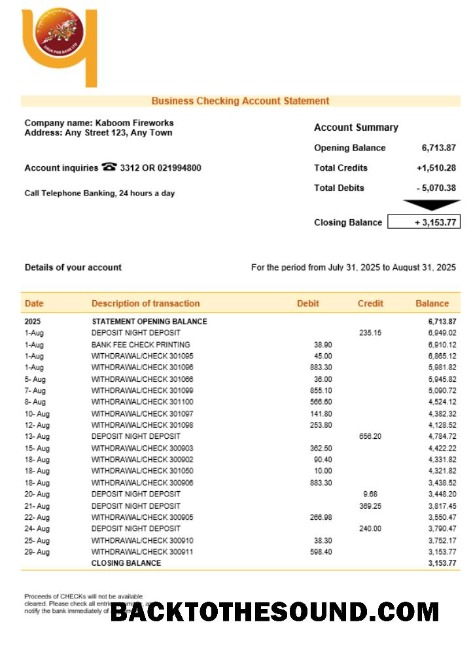 Business Checking Account Statement
Company name: Kaboom Fireworks
Address: Any Street 123, Any Town
Account Summary
Opening Balance 6,713.87
Account inquiries ☎ 3312 OR 021994800
Total Credits +1,510.28
Total Debits - 5,070.38
Call Telephone Banking, 24 hours a day
Closing Balance + 3,153.77
Details of your account For the period from July 31, 2025 to August 31, 2025
Date Description of transaction Debit Credit Balance
2025 STATEMENT OPENING BALANCE 6,713.87
1-Aug DEPOSIT NIGHT DEPOSIT 235.15 6,949.02
1-Aug BANK FEE CHECK PRINTING 38.90 6,910.12
1-Aug WITHDRAWAL/CHECK 301095 45.00 6,865.12
1-Aug WITHDRAWAL/CHECK 301096 883.30 5,981.82
5- Aug WITHDRAWAL/CHECK 301066 36.00 5,945.82
7- Aug WITHDRAWAL/CHECK 301099 855.10 5,090.72
8- Aug WITHDRAWAL/CHECK 301100 566.60 4,524.12
10- Aug WITHDRAWAL/CHECK 301097 141.80 4,382.32
12- Aug WITHDRAWAL/CHECK 301098 253.80 4,128.52
13- Aug DEPOSIT NIGHT DEPOSIT 656.20 4,784.72
15- Aug WITHDRAWAL/CHECK 300903 362.50 4,422.22
18- Aug WITHDRAWAL/CHECK 300902 90.40 4,331.82
18- Aug WITHDRAWAL/CHECK 301050 10.00 4,321.82
18- Aug WITHDRAWAL/CHECK 300906 883.30 3,438.52
20- Aug DEPOSIT NIGHT DEPOSIT 9.68 3,448.20
21- Aug DEPOSIT NIGHT DEPOSIT 369.25 3,817.45
22- Aug WITHDRAWAL/CHECK 300905 266.98 3,550.47
24- Aug DEPOSIT NIGHT DEPOSIT 240.00 3,790.47
25- Aug WITHDRAWAL/CHECK 300910 38.30 3,752.17
29- Aug WITHDRAWAL/CHECK 300911 598.40 3,153.77
CLOSING BALANCE 3,153.77
Proceeds of CHECKs will not be available
cleared. Please check all
notify the bank immediately of
BACKTOTHESOUND.COM